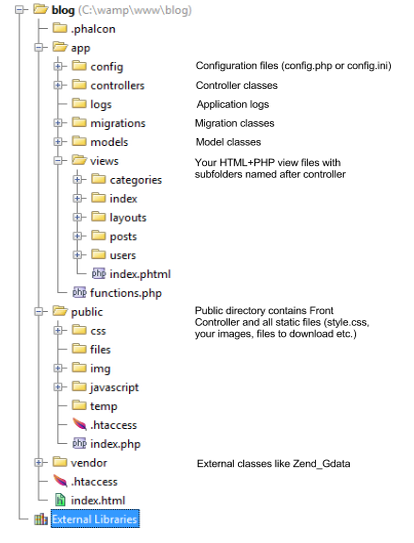 blog (C:\wamp\www\blog)
.phalcon
app
config Configuration files (config.php or config.ini)
controllers Controller classes
logs Application logs
migrations Migration classes
models Model classes
views Your HTML+PHP view files with
subfolders named after controller
categories
index
layouts
posts
users
php index.phtml
php functions.php
public Public directory contains Front
Controller and all static files (style.css,
your images, files to download etc.)
css
files
img
javascript
temp
.htaccess
php index.php
vendor External classes like Zend_Gdata
.htaccess
index.html
External Libraries